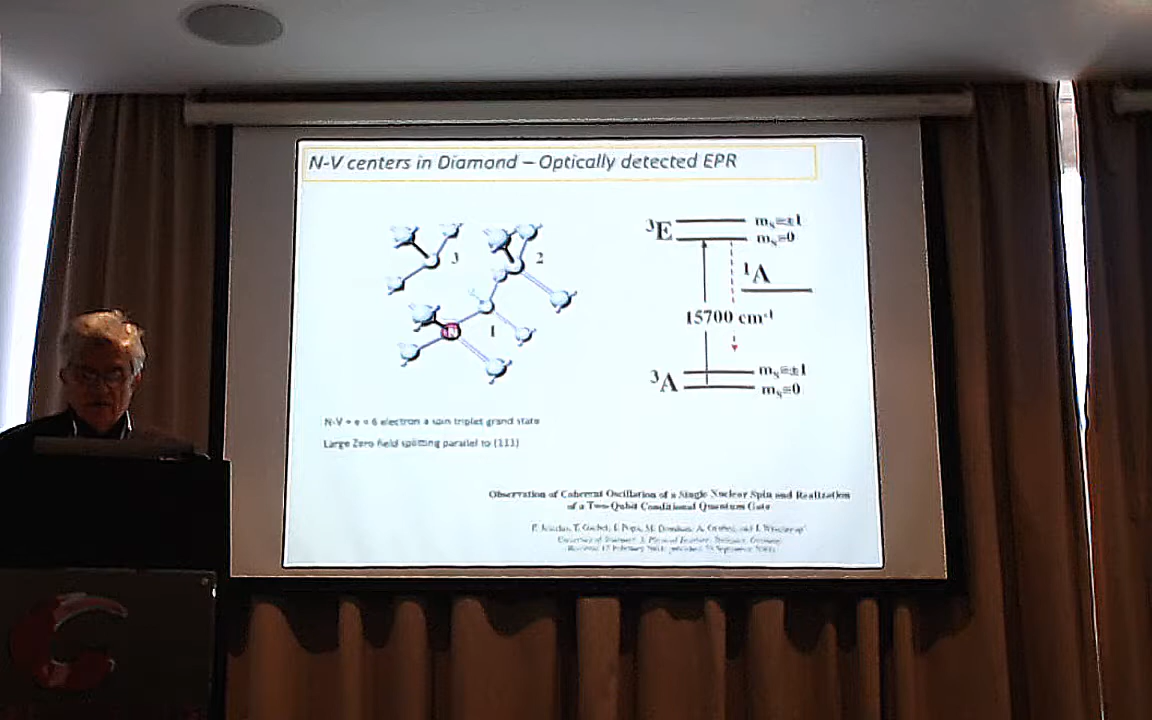 N-V centers in Diamond – Optically detected EPR
3
2
1
N
³E
mₛ=±1
mₛ=0
¹A
15700 cm⁻¹
³A
mₛ=±1
mₛ=0
N-V + e = 6 electron a spin triplet grand state
Large Zero field splitting parallel to (111)
Observation of Coherent Oscillation of a Single Nuclear Spin and Realization
of a Two-Qubit Conditional Quantum Gate